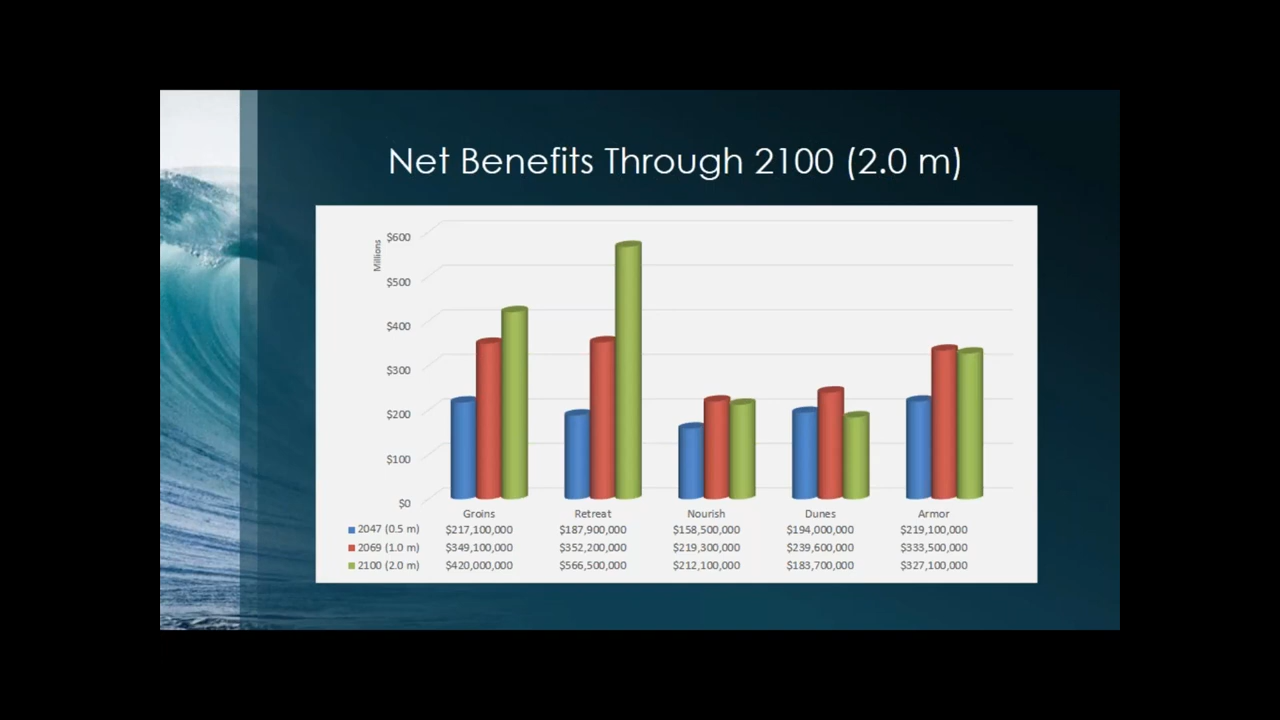 Net Benefits Through 2100 (2.0 m)
Millions
$600
$500
$400
$300
$200
$100
$0
Groins Retreat Nourish Dunes Armor
2047 (0.5 m) $217,100,000 $187,900,000 $158,500,000 $194,000,000 $219,100,000
2069 (1.0 m) $349,100,000 $352,200,000 $219,300,000 $239,600,000 $333,500,000
2100 (2.0 m) $420,000,000 $566,500,000 $212,100,000 $183,700,000 $327,100,000